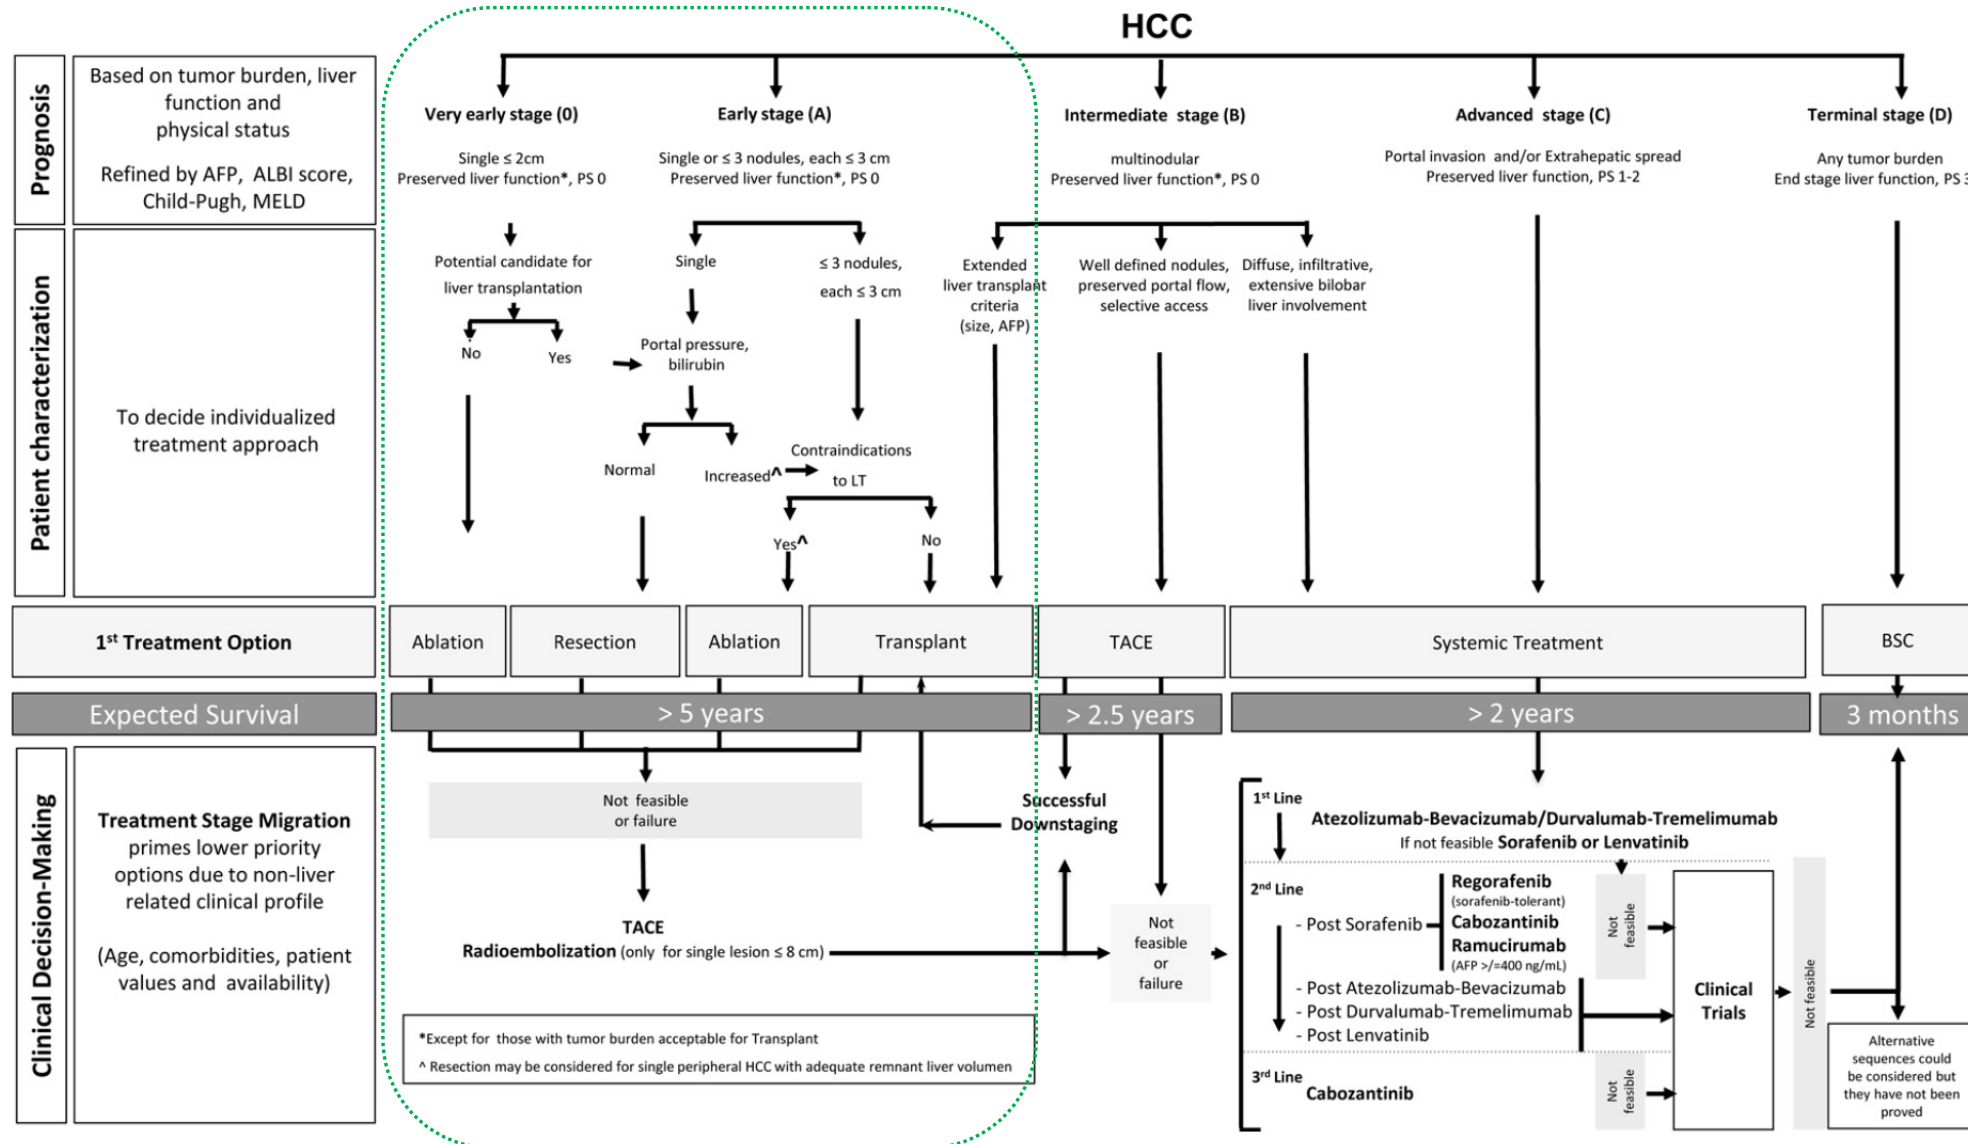 HCC
Prognosis
Based on tumor burden, liver
function and
physical status
Refined by AFP, ALBI score,
Child-Pugh, MELD
Very early stage (0)
Single ≤ 2cm
Preserved liver function*, PS 0
Early stage (A)
Single or ≤ 3 nodules, each ≤ 3 cm
Preserved liver function*, PS 0
Intermediate stage (B)
multinodular
Preserved liver function*, PS 0
Advanced stage (C)
Portal invasion and/or Extrahepatic spread
Preserved liver function, PS 1-2
Terminal stage (D)
Any tumor burden
End stage liver function, PS 3
Patient characterization
To decide individualized
treatment approach
Potential candidate for
liver transplantation
No
Yes
Single
Portal pressure,
bilirubin
Normal
Increased^
≤ 3 nodules,
each ≤ 3 cm
Contraindications
to LT
Yes^
No
Extended
liver transplant
criteria
(size, AFP)
Well defined nodules,
preserved portal flow,
selective access
Diffuse, infiltrative,
extensive bilobar
liver involvement
1st Treatment Option
Ablation
Resection
Ablation
Transplant
TACE
Systemic Treatment
BSC
Expected Survival
> 5 years
> 2.5 years
> 2 years
3 months
Clinical Decision-Making
Treatment Stage Migration
primes lower priority
options due to non-liver
related clinical profile
(Age, comorbidities, patient
values and availability)
Not feasible
or failure
Successful
Downstaging
TACE
Radioembolization (only for single lesion ≤ 8 cm)
Not
feasible
or
failure
*Except for those with tumor burden acceptable for Transplant
^ Resection may be considered for single peripheral HCC with adequate remnant liver volumen
1st Line
Atezolizumab-Bevacizumab/Durvalumab-Tremelimumab
If not feasible Sorafenib or Lenvatinib
2nd Line
- Post Sorafenib
Regorafenib
(sorafenib-tolerant)
Cabozantinib
Ramucirumab
(AFP >/=400 ng/mL)
- Post Atezolizumab-Bevacizumab
- Post Durvalumab-Tremelimumab
- Post Lenvatinib
3rd Line
Cabozantinib
Not
feasible
Not
feasible
Clinical
Trials
Not feasible
Alternative
sequences could
be considered but
they have not been
proved